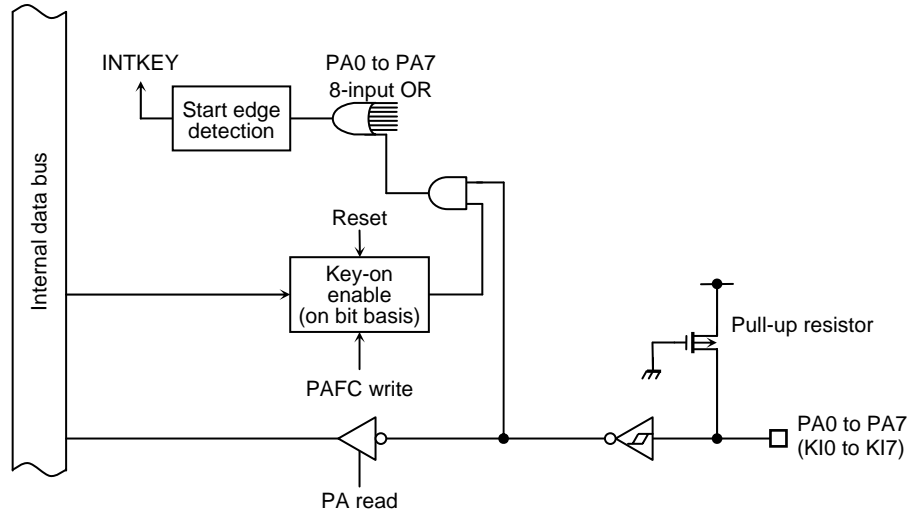 INTKEY
PA0 to PA7
8-input OR
Start edge
detection
Internal data bus
Reset
Key-on
enable
(on bit basis)
Pull-up resistor
PAFC write
PA0 to PA7
(KI0 to KI7)
PA read